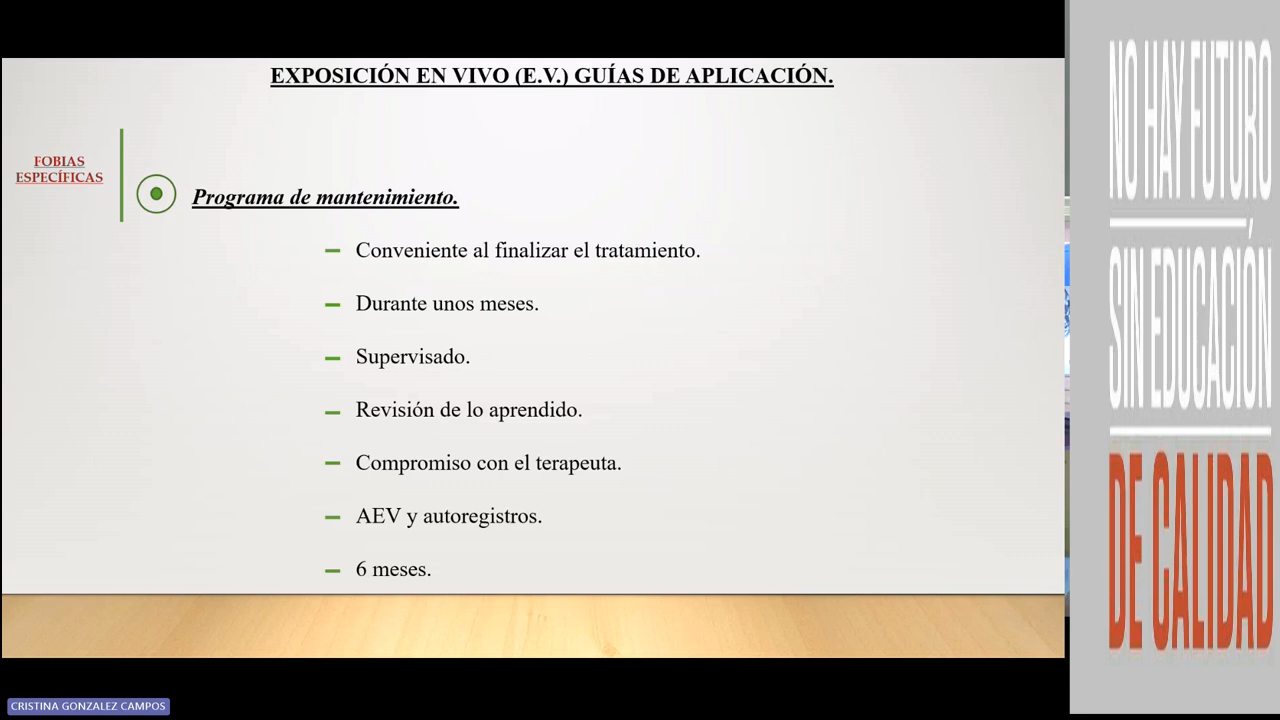 EXPOSICIÓN EN VIVO (E.V.) GUÍAS DE APLICACIÓN.
FOBIAS
ESPECÍFICAS
Programa de mantenimiento.
– Conveniente al finalizar el tratamiento.
– Durante unos meses.
– Supervisado.
– Revisión de lo aprendido.
– Compromiso con el terapeuta.
– AEV y autoregistros.
– 6 meses.
CRISTINA GONZALEZ CAMPOS
NO HAY FUTURO
SIN EDUCACIÓN
DE CALIDAD